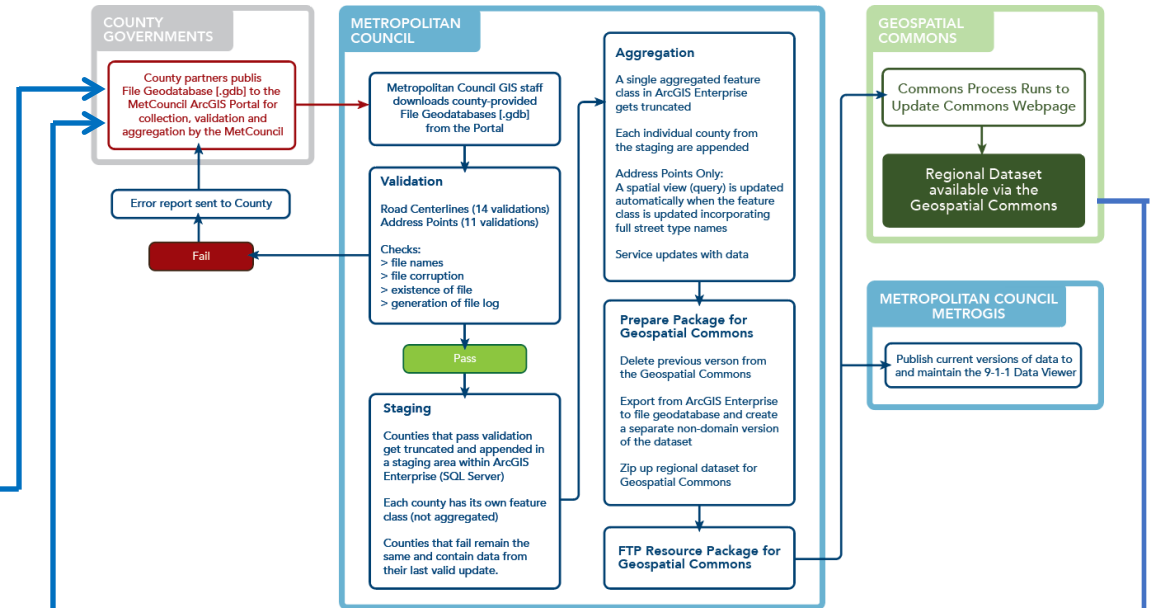 COUNTY
GOVERNMENTS
County partners publis
File Geodatabase [.gdb] to the
MetCouncil ArcGIS Portal for
collection, validation and
aggregation by the MetCouncil
Error report sent to County
Fail
METROPOLITAN
COUNCIL
Metropolitan Council GIS staff
downloads county-provided
File Geodatabases [.gdb]
from the Portal
Validation
Road Centerlines (14 validations)
Address Points (11 validations)
Checks:
> file names
> file corruption
> existence of file
> generation of file log
Pass
Staging
Counties that pass validation
get truncated and appended in
a staging area within ArcGIS
Enterprise (SQL Server)
Each county has its own feature
class (not aggregated)
Counties that fail remain the
same and contain data from
their last valid update.
Aggregation
A single aggregated feature
class in ArcGIS Enterprise
gets truncated
Each individual county from
the staging are appended
Address Points Only:
A spatial view (query) is updated
automatically when the feature
class is updated incorporating
full street type names
Service updates with data
Prepare Package for
Geospatial Commons
Delete previous verson from
the Geospatial Commons
Export from ArcGIS Enterprise
to file geodatabase and create
a separate non-domain version
of the dataset
Zip up regional dataset for
Geospatial Commons
FTP Resource Package for
Geospatial Commons
GEOSPATIAL
COMMONS
Commons Process Runs to
Update Commons Webpage
Regional Dataset
available via the
Geospatial Commons
METROPOLITAN COUNCIL
METROGIS
Publish current versions of data to
and maintain the 9-1-1 Data Viewer